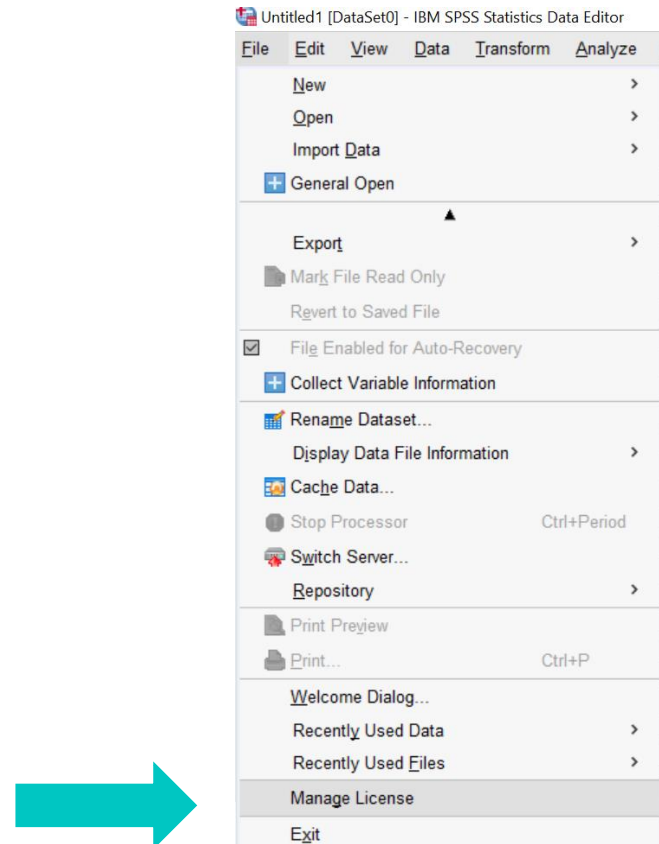 Untitled1 [DataSet0] - IBM SPSS Statistics Data Editor
File Edit View Data Transform Analyze
New
Open
Import Data
General Open
Export
Mark File Read Only
Revert to Saved File
File Enabled for Auto-Recovery
Collect Variable Information
Rename Dataset...
Display Data File Information
Cache Data...
Stop Processor Ctrl+Period
Switch Server...
Repository
Print Preview
Print... Ctrl+P
Welcome Dialog...
Recently Used Data
Recently Used Files
Manage License
Exit